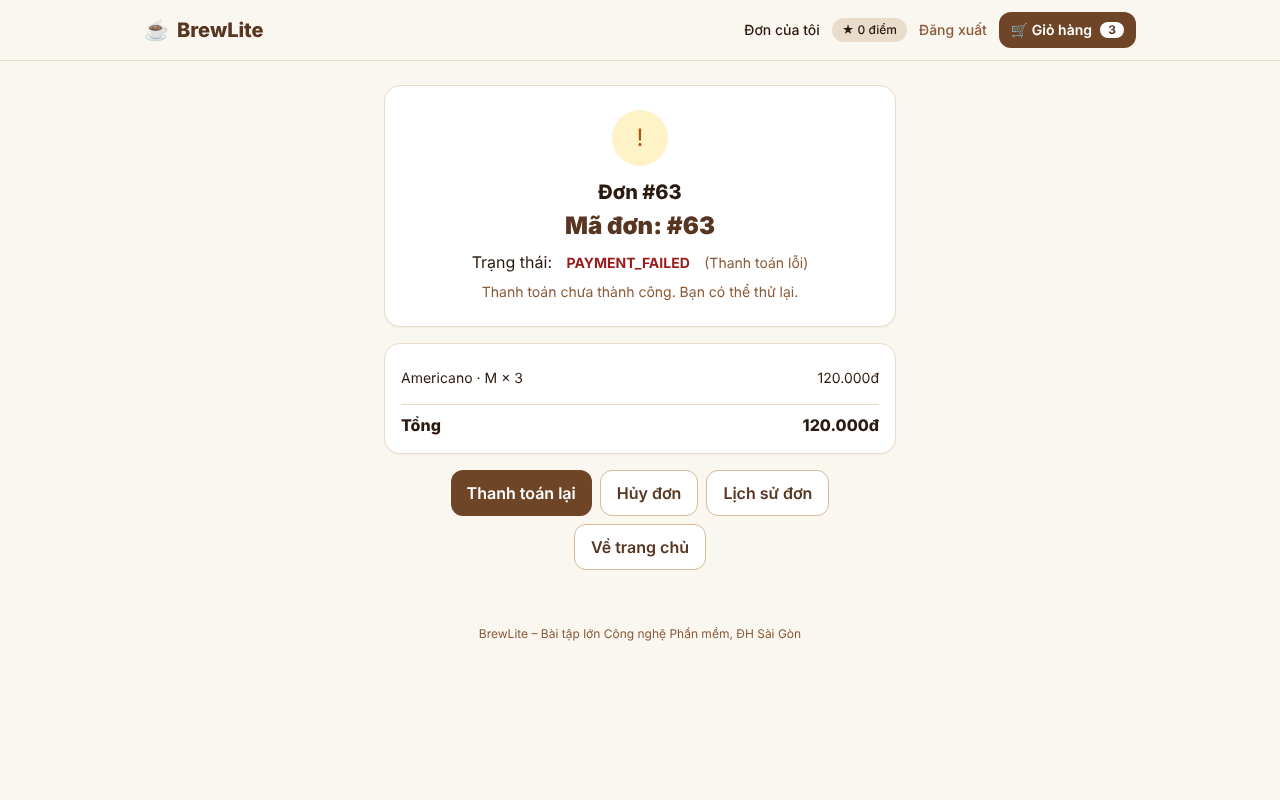 ☕ BrewLite
Đơn của tôi ★ 0 điểm Đăng xuất 🛒 Giỏ hàng 3
!
Đơn #63
Mã đơn: #63
Trạng thái: PAYMENT_FAILED (Thanh toán lỗi)
Thanh toán chưa thành công. Bạn có thể thử lại.
Americano · M × 3 120.000đ
Tổng 120.000đ
Thanh toán lại Hủy đơn Lịch sử đơn
Về trang chủ
BrewLite – Bài tập lớn Công nghệ Phần mềm, ĐH Sài Gòn